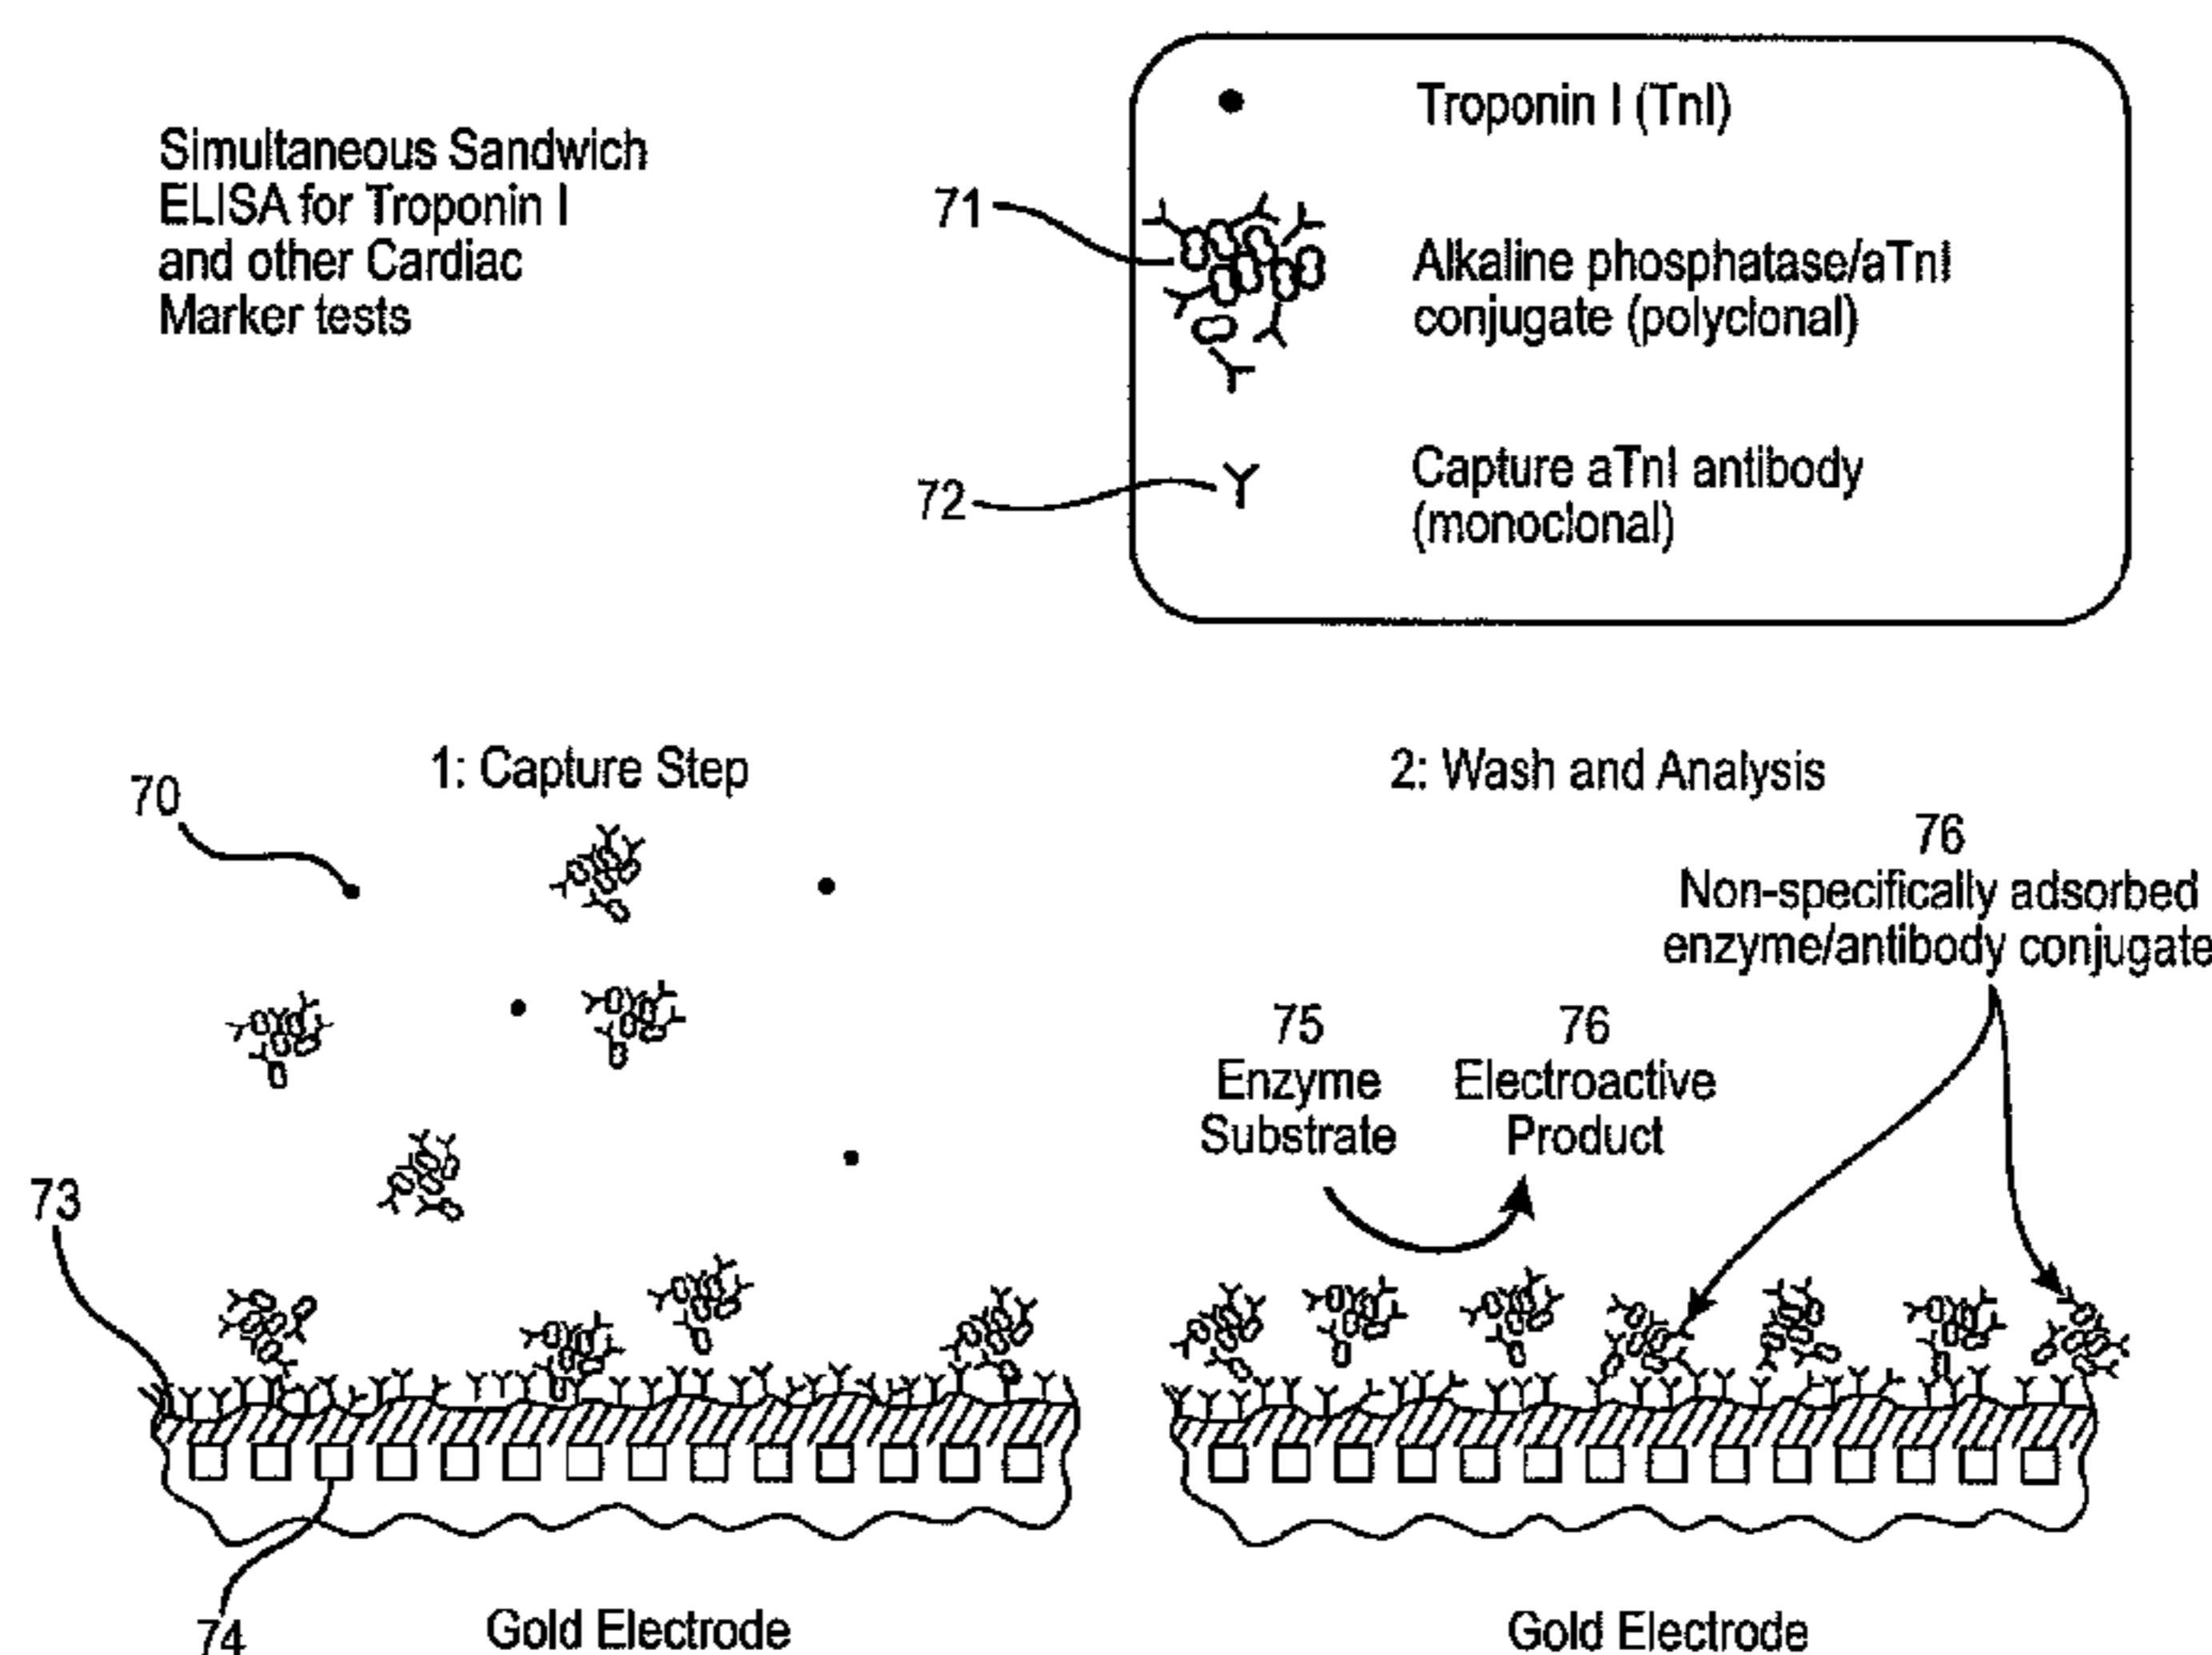 Simultaneous Sandwich
ELISA for Troponin I
and other Cardiac
Marker tests
Troponin I (TnI)
71
Alkaline phosphatase/aTnI
conjugate (polyclonal)
72
Capture aTnI antibody
(monoclonal)
1: Capture Step
70
73
74
Gold Electrode
2: Wash and Analysis
76
Non-specifically adsorbed
enzyme/antibody conjugate
75
Enzyme
Substrate
76
Electroactive
Product
Gold Electrode